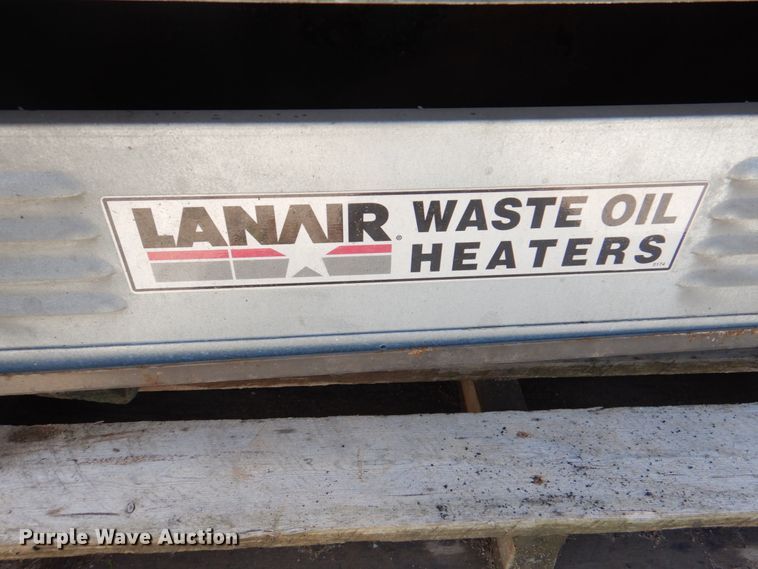 LANAIR® WASTE OIL
HEATERS
Purple Wave Auction